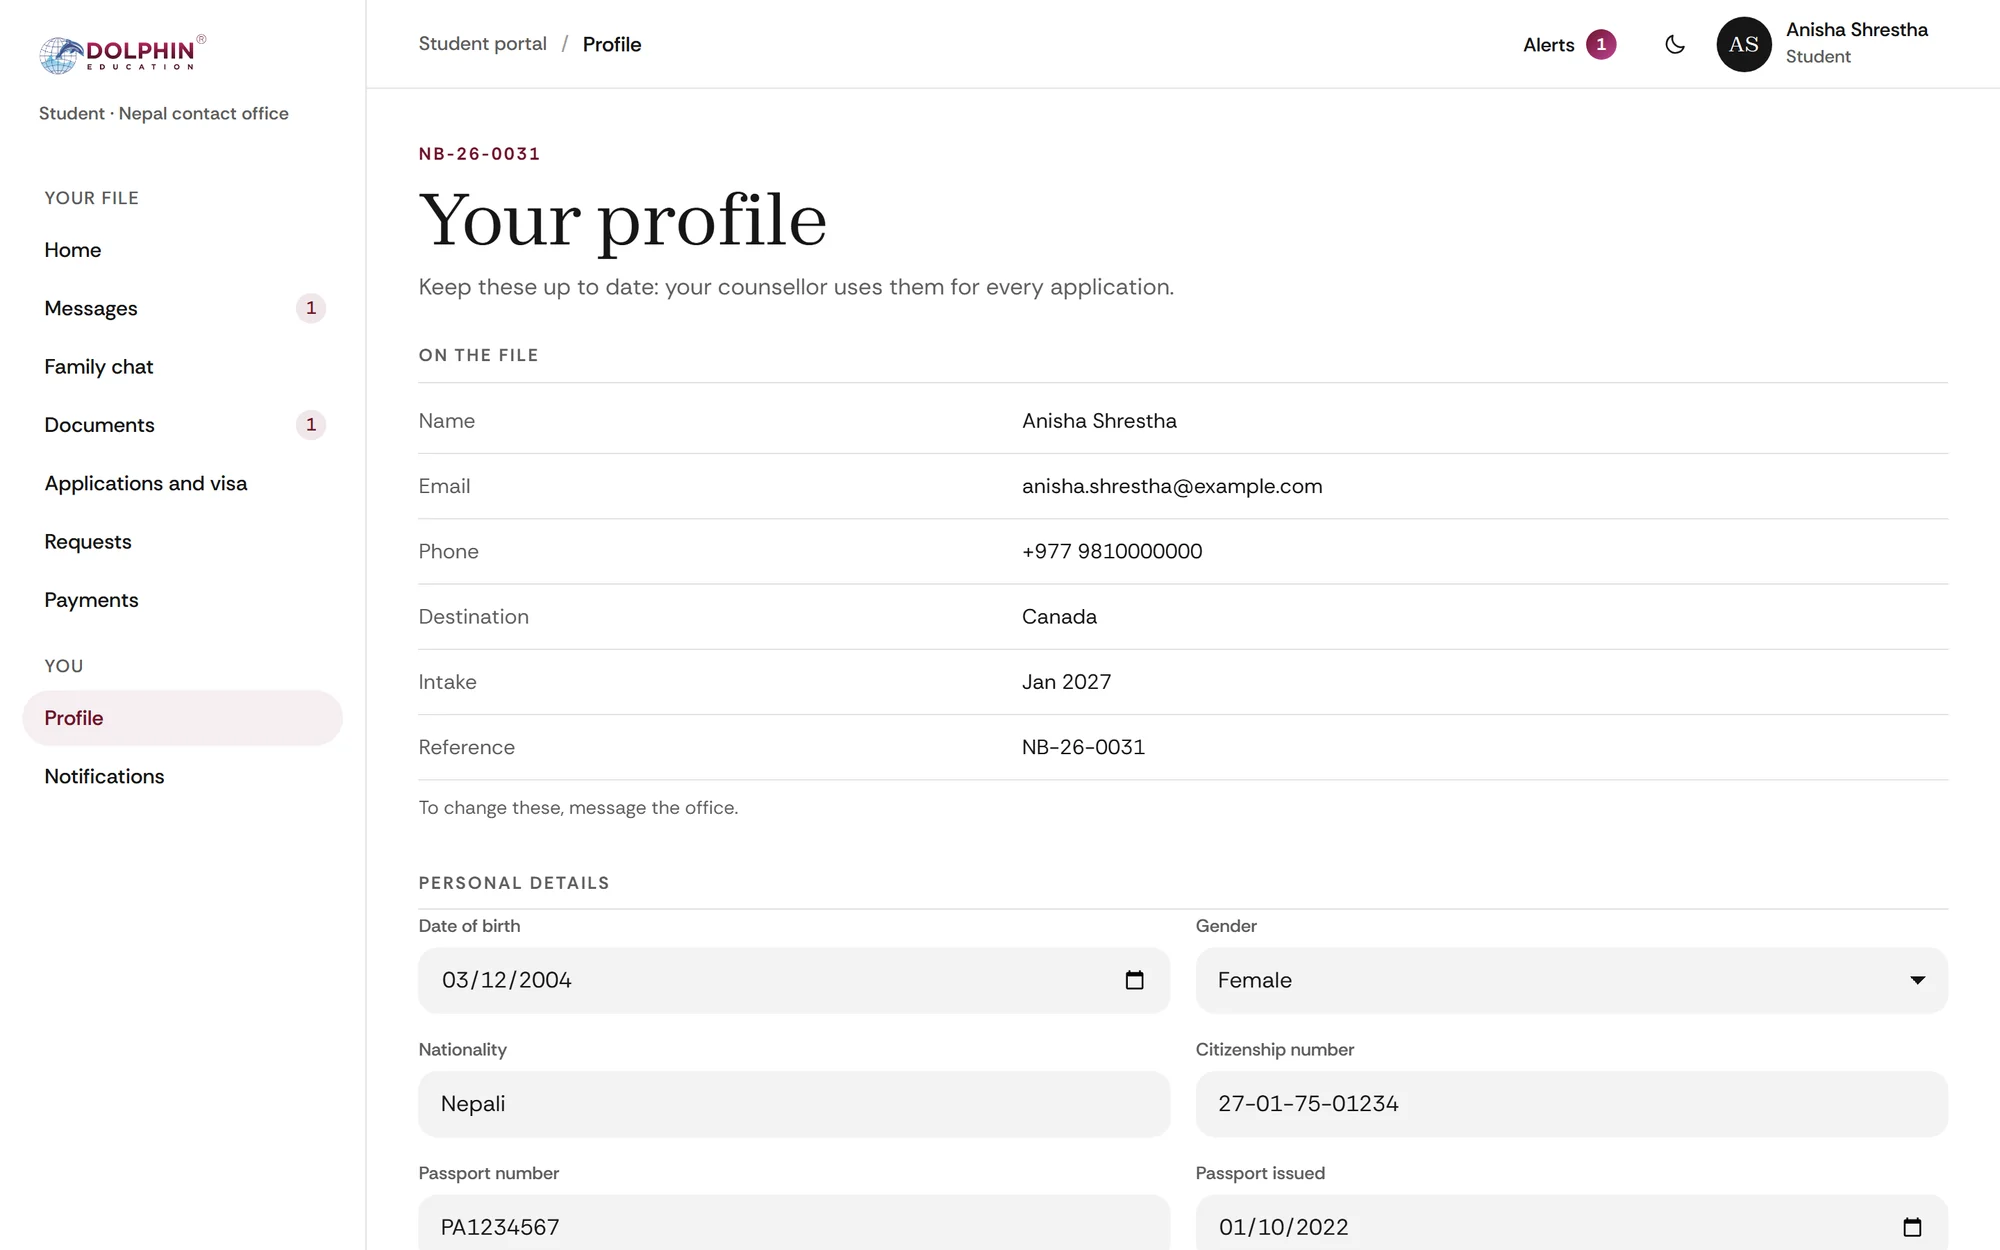 DOLPHIN®
EDUCATION
Student · Nepal contact office
YOUR FILE
Home
Messages 1
Family chat
Documents 1
Applications and visa
Requests
Payments
YOU
Profile
Notifications
Student portal / Profile
Alerts 1
AS
Anisha Shrestha
Student
NB-26-0031
Your profile
Keep these up to date: your counsellor uses them for every application.
ON THE FILE
Name Anisha Shrestha
Email anisha.shrestha@example.com
Phone +977 9810000000
Destination Canada
Intake Jan 2027
Reference NB-26-0031
To change these, message the office.
PERSONAL DETAILS
Date of birth Gender
03/12/2004 Female
Nationality Citizenship number
Nepali 27-01-75-01234
Passport number Passport issued
PA1234567 01/10/2022